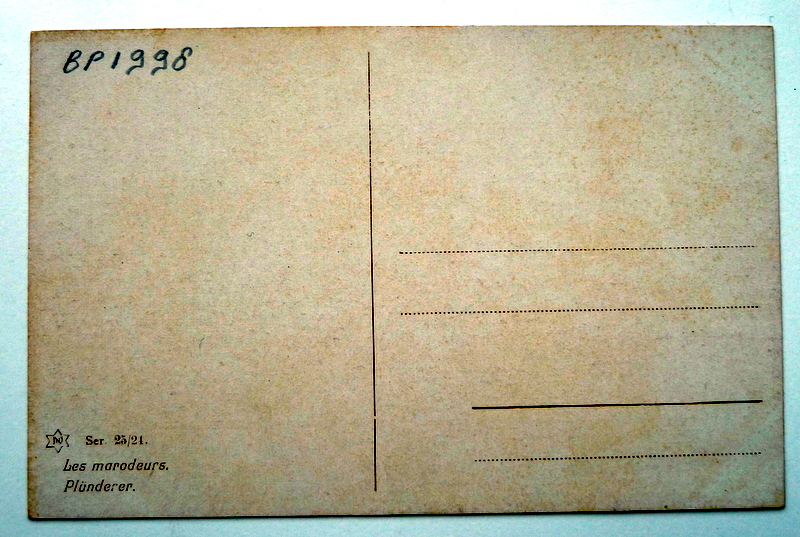 BP1998
Ser 25/21.
Les marodeurs.
Plünderer.